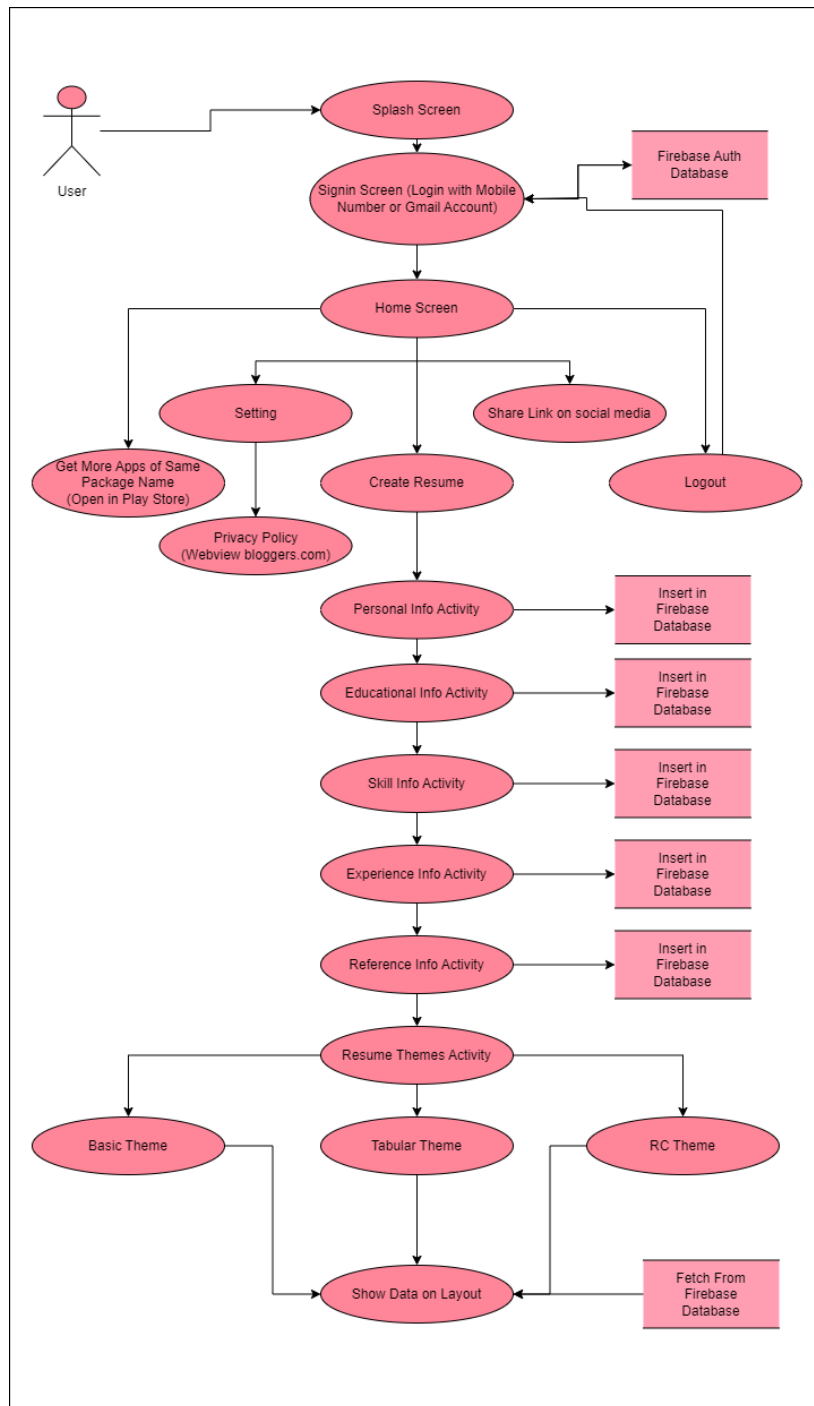 Splash Screen
User
Firebase Auth
Database
Signin Screen (Login with Mobile
Number or Gmail Account)
Home Screen
Setting
Share Link on social media
Get More Apps of Same
Package Name
(Open in Play Store)
Create Resume
Logout
Privacy Policy
(Webview bloggers.com)
Personal Info Activity
Insert in
Firebase
Database
Educational Info Activity
Insert in
Firebase
Database
Skill Info Activity
Insert in
Firebase
Database
Experience Info Activity
Insert in
Firebase
Database
Reference Info Activity
Insert in
Firebase
Database
Resume Themes Activity
Basic Theme
Tabular Theme
RC Theme
Show Data on Layout
Fetch From
Firebase
Database